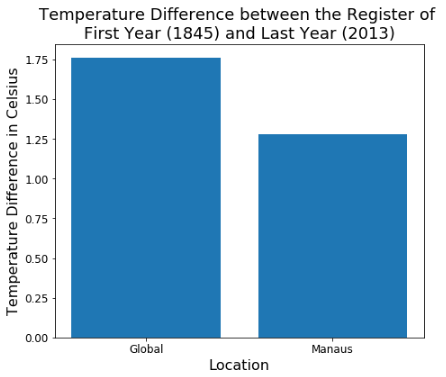 Temperature Difference between the Register of
First Year (1845) and Last Year (2013)
Temperature Difference in Celsius
1.75
1.50
1.25
1.00
0.75
0.50
0.25
0.00
Global
Manaus
Location